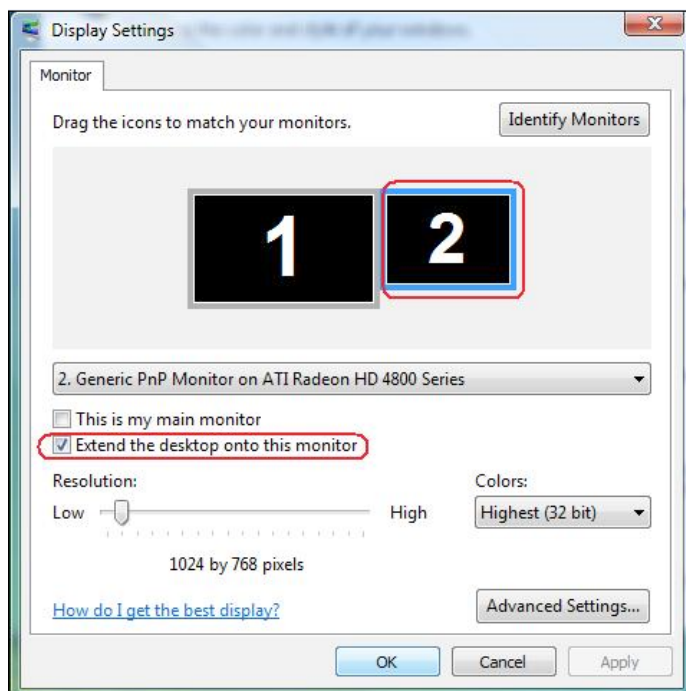 Display Settings
Monitor
Drag the icons to match your monitors.
Identify Monitors
1
2
2. Generic PnP Monitor on ATI Radeon HD 4800 Series
This is my main monitor
Extend the desktop onto this monitor
Resolution:
Colors:
Low
High
Highest (32 bit)
1024 by 768 pixels
How do I get the best display?
Advanced Settings...
OK
Cancel
Apply